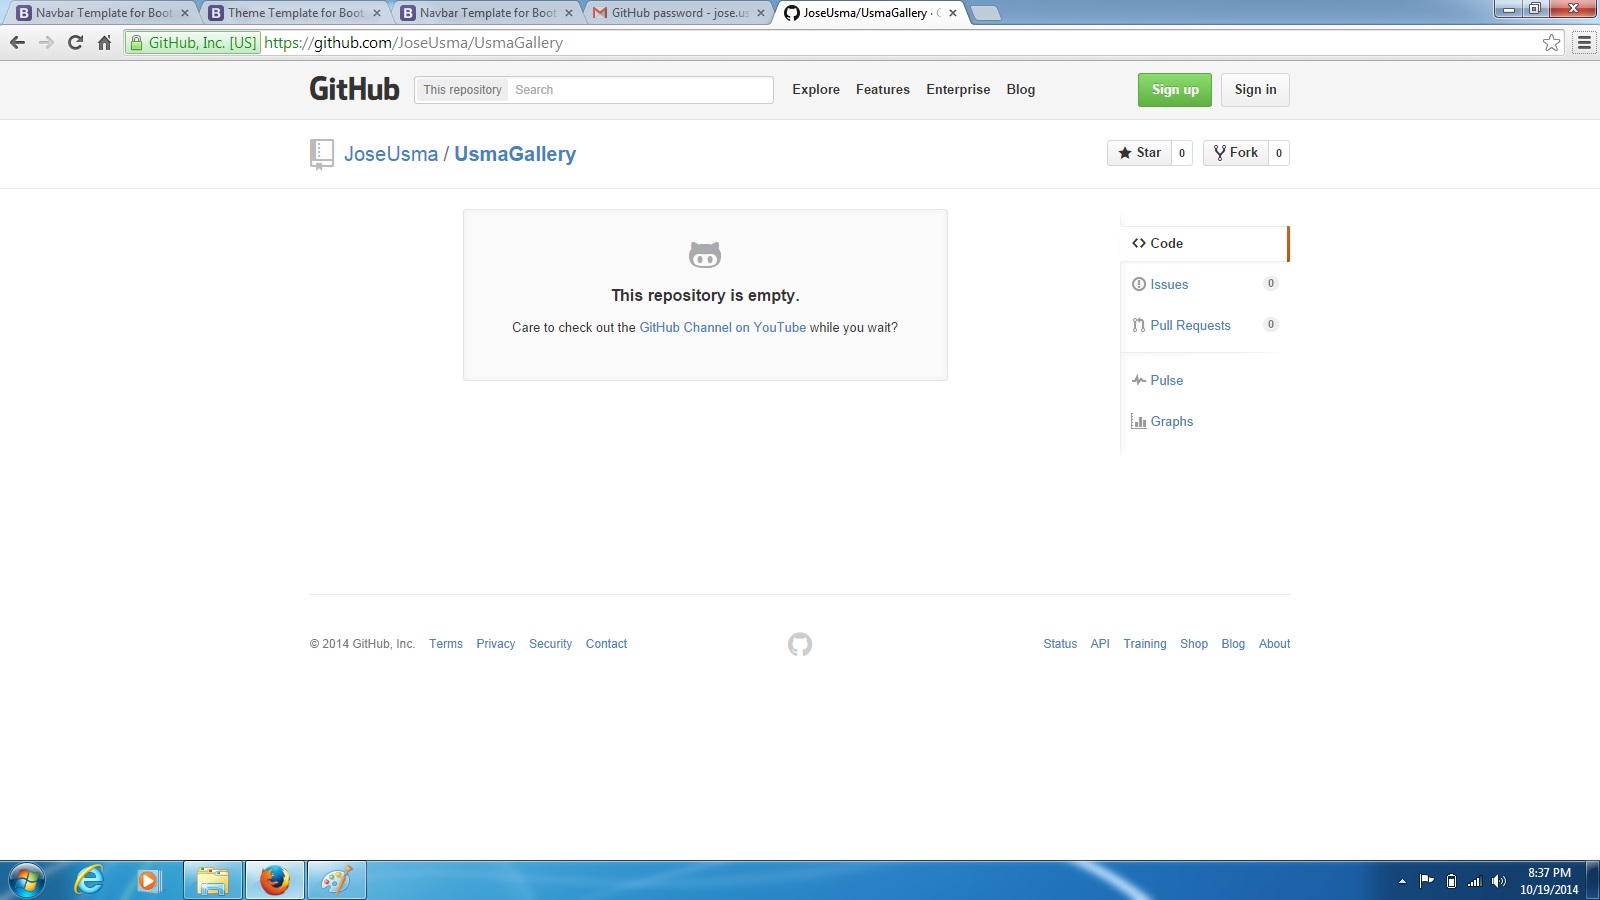 Navbar Template for Boot
Theme Template for Boot
Navbar Template for Boot
GitHub password - jose.us
JoseUsma/UsmaGallery ·
GitHub, Inc. [US] https://github.com/JoseUsma/UsmaGallery
GitHub This repository Search Explore Features Enterprise Blog Sign up Sign in
JoseUsma / UsmaGallery Star 0 Fork 0
This repository is empty.
Care to check out the GitHub Channel on YouTube while you wait?
Code
Issues 0
Pull Requests 0
Pulse
Graphs
© 2014 GitHub, Inc. Terms Privacy Security Contact Status API Training Shop Blog About
8:37 PM
10/19/2014